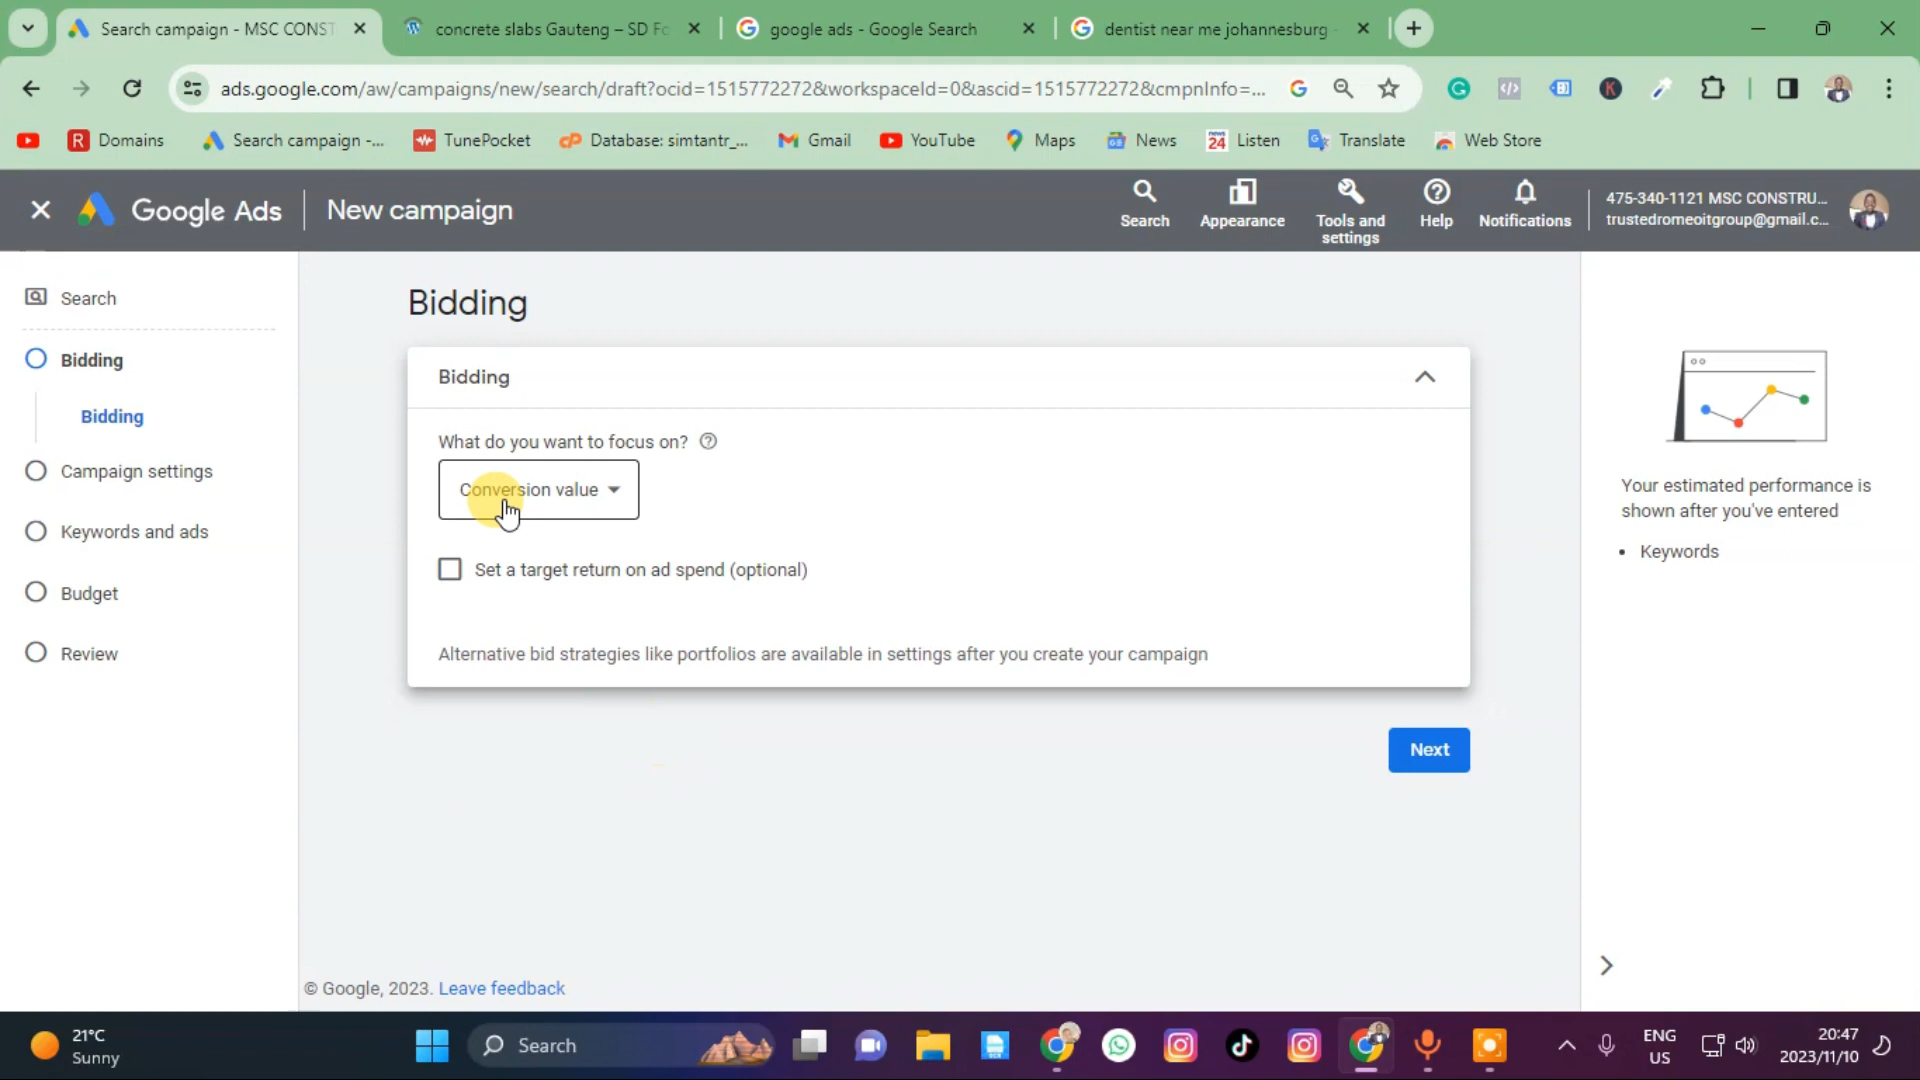 Search campaign - MSC CONST
concrete slabs Gauteng – SD Fo
google ads - Google Search
dentist near me johannesburg -
ads.google.com/aw/campaigns/new/search/draft?ocid=1515772272&workspaceId=0&ascid=1515772272&cmpnInfo=...
Domains
Search campaign -...
TunePocket
Database: simtantr_...
Gmail
YouTube
Maps
News
Listen
Translate
Web Store
Google Ads
New campaign
Search
Appearance
Tools and
settings
Help
Notifications
475-340-1121 MSC CONSTRU...
trustedromeoitgroup@gmail.c...
Search
Bidding
Bidding
Campaign settings
Keywords and ads
Budget
Review
Bidding
Bidding
What do you want to focus on?
Conversion value
Set a target return on ad spend (optional)
Alternative bid strategies like portfolios are available in settings after you create your campaign
Next
Your estimated performance is
shown after you've entered
• Keywords
© Google, 2023. Leave feedback
21°C
Sunny
Search
ENG
US
20:47
2023/11/10